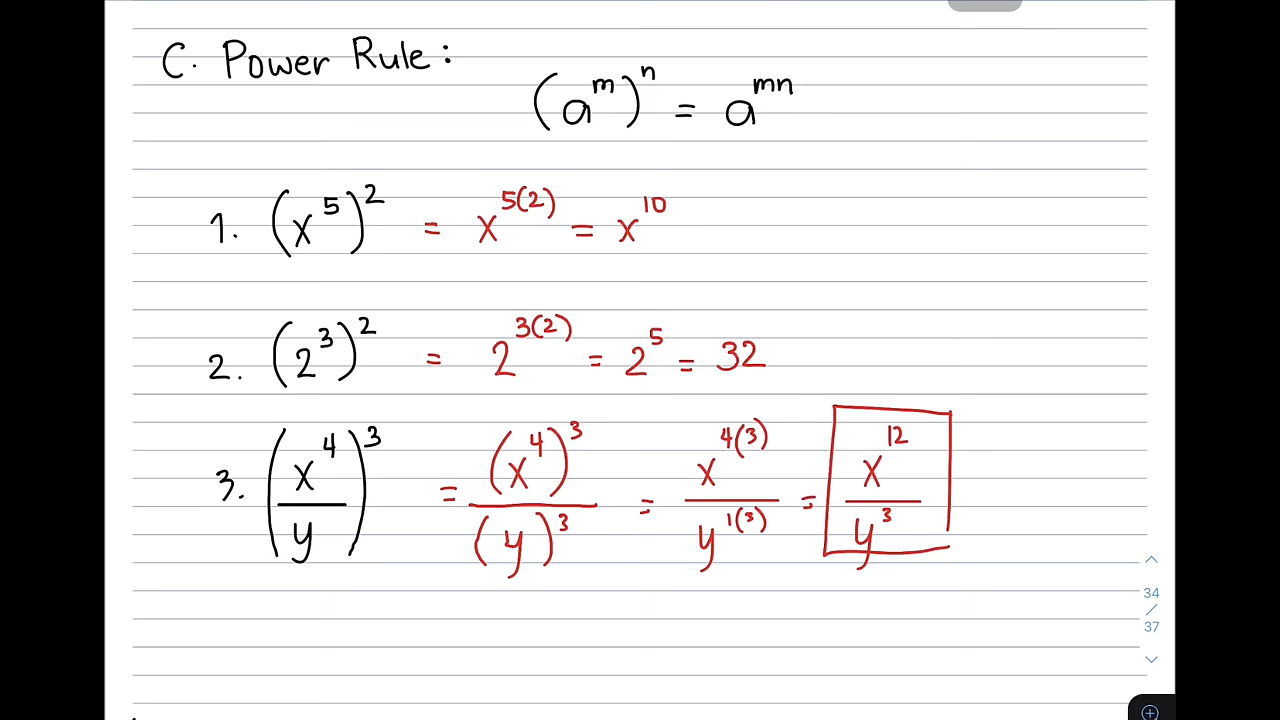 C. Power Rule:
(a^m)^n = a^mn
1. (x^5)^2 = x^5(2) = x^10
2. (2^3)^2 = 2^3(2) = 2^5 = 32
3. (x^4/y)^3 = (x^4)^3/(y)^3 = x^4(3)/y^1(3) = x^12/y^3
34
/
37